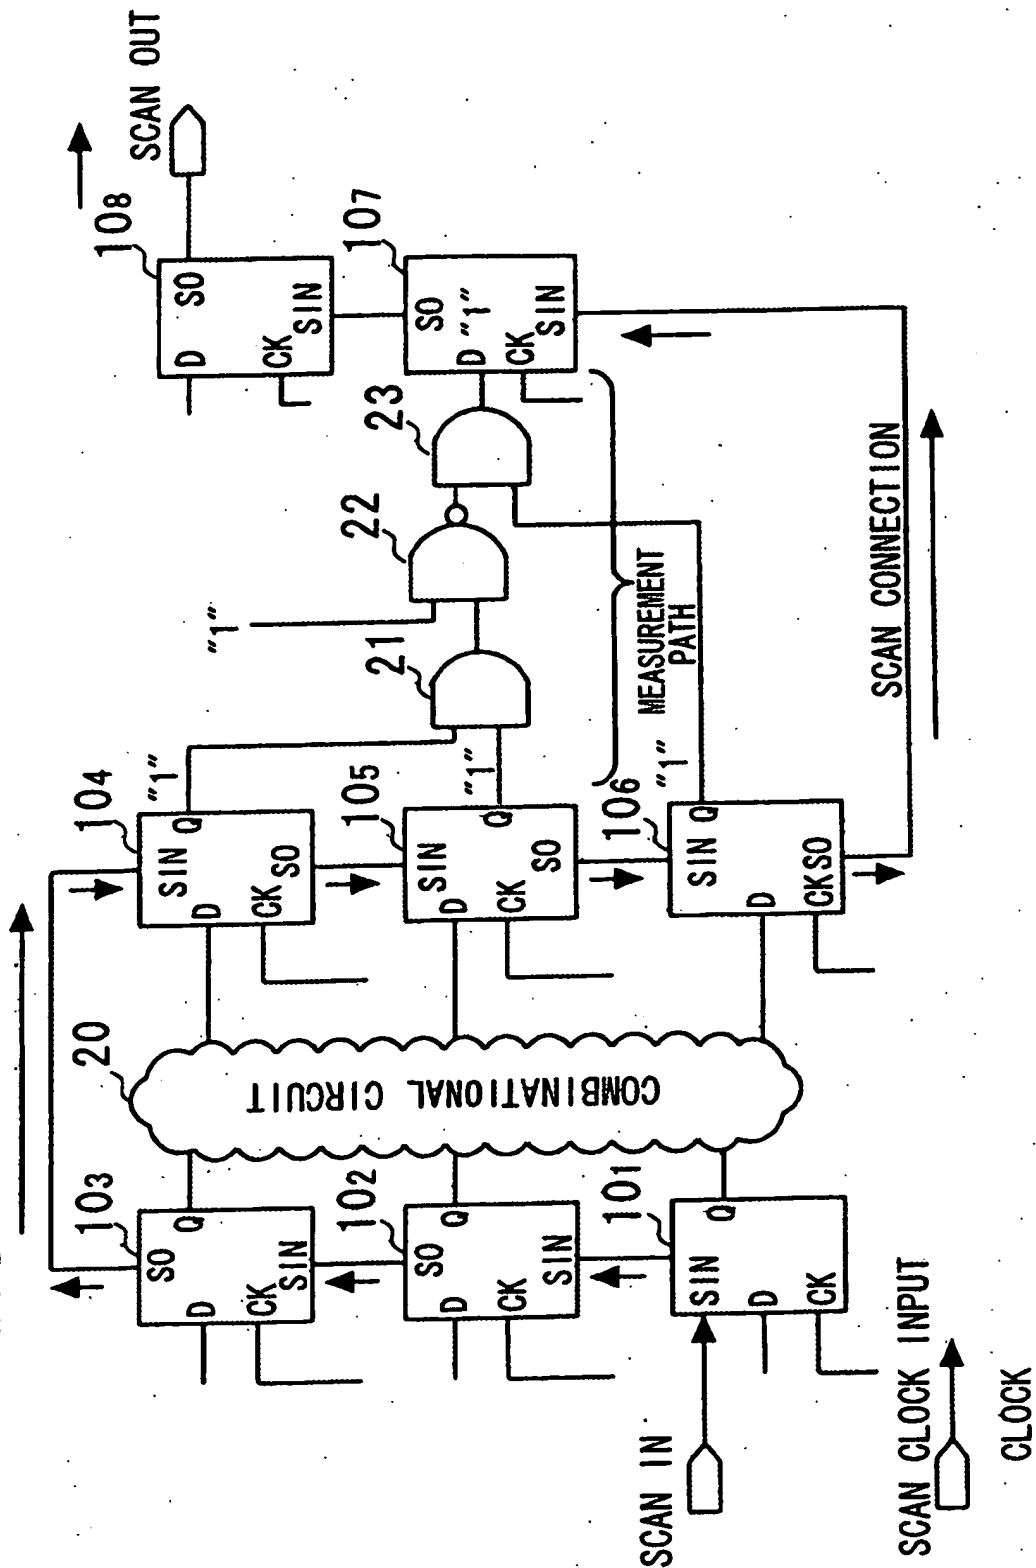 SCAN OUT
20
103
SO
Q
D
CK
SIN
104
SIN
"1"
Q
D
CK
SO
108
D
SO
CK
SIN
"1"
102
SO
Q
D
CK
SIN
COMBINATIONAL CIRCUIT
105
SIN
"1"
Q
D
CK
SO
21
22
23
107
SO
D
"1"
CK
SIN
101
SIN
Q
D
CK
106
SIN
"1"
Q
D
CK
SO
MEASUREMENT
PATH
SCAN IN
SCAN CONNECTION
SCAN CLOCK INPUT
CLOCK